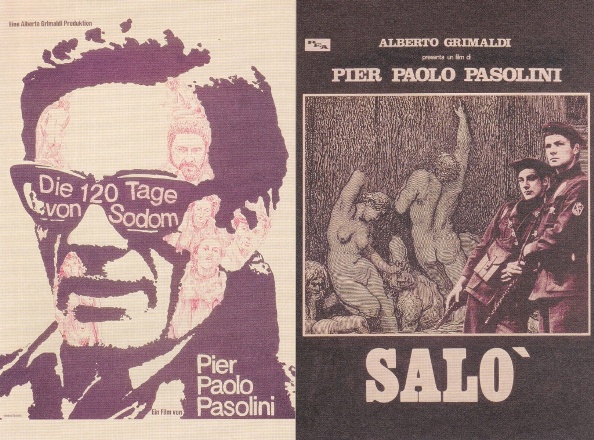 Eine Alberto Grimaldi Produktion
Die 120 Tage
von Sodom
Ein Film von
Pier
Paolo
Pasolini
PEA
ALBERTO GRIMALDI
presenta un film di
PIER PAOLO PASOLINI
SALO`